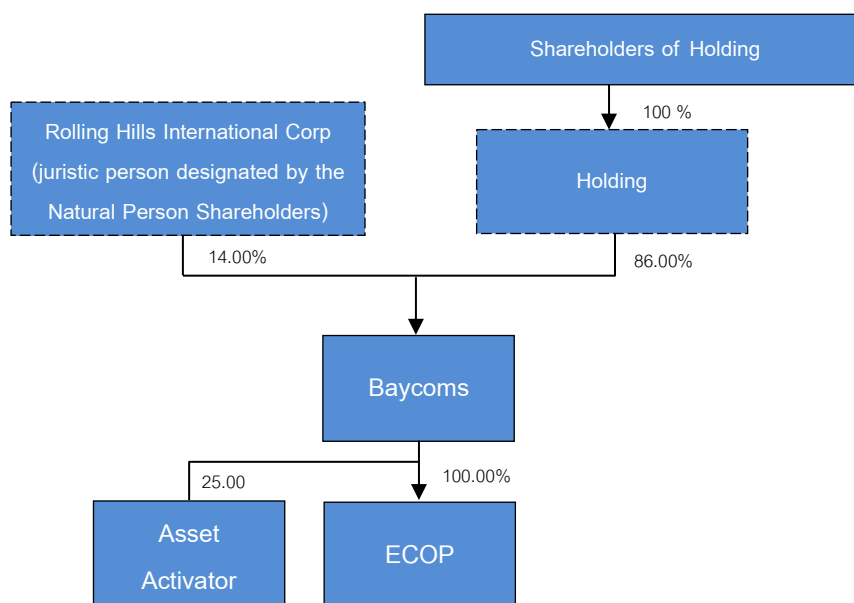 Shareholders of Holding
100 %
Rolling Hills International Corp
(juristic person designated by the
Natural Person Shareholders)
Holding
14.00%
86.00%
Baycoms
25.00
100.00%
Asset
Activator
ECOP